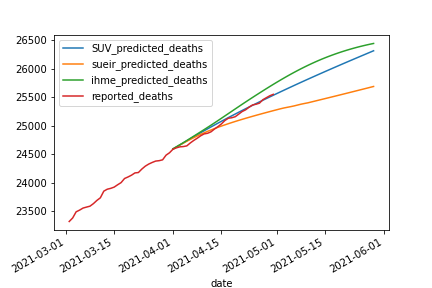 26500
26000
25500
25000
24500
24000
23500
SUV_predicted_deaths
sueir_predicted_deaths
ihme_predicted_deaths
reported_deaths
2021-03-01
2021-03-15
2021-04-01
2021-04-15
2021-05-01
2021-05-15
2021-06-01
date